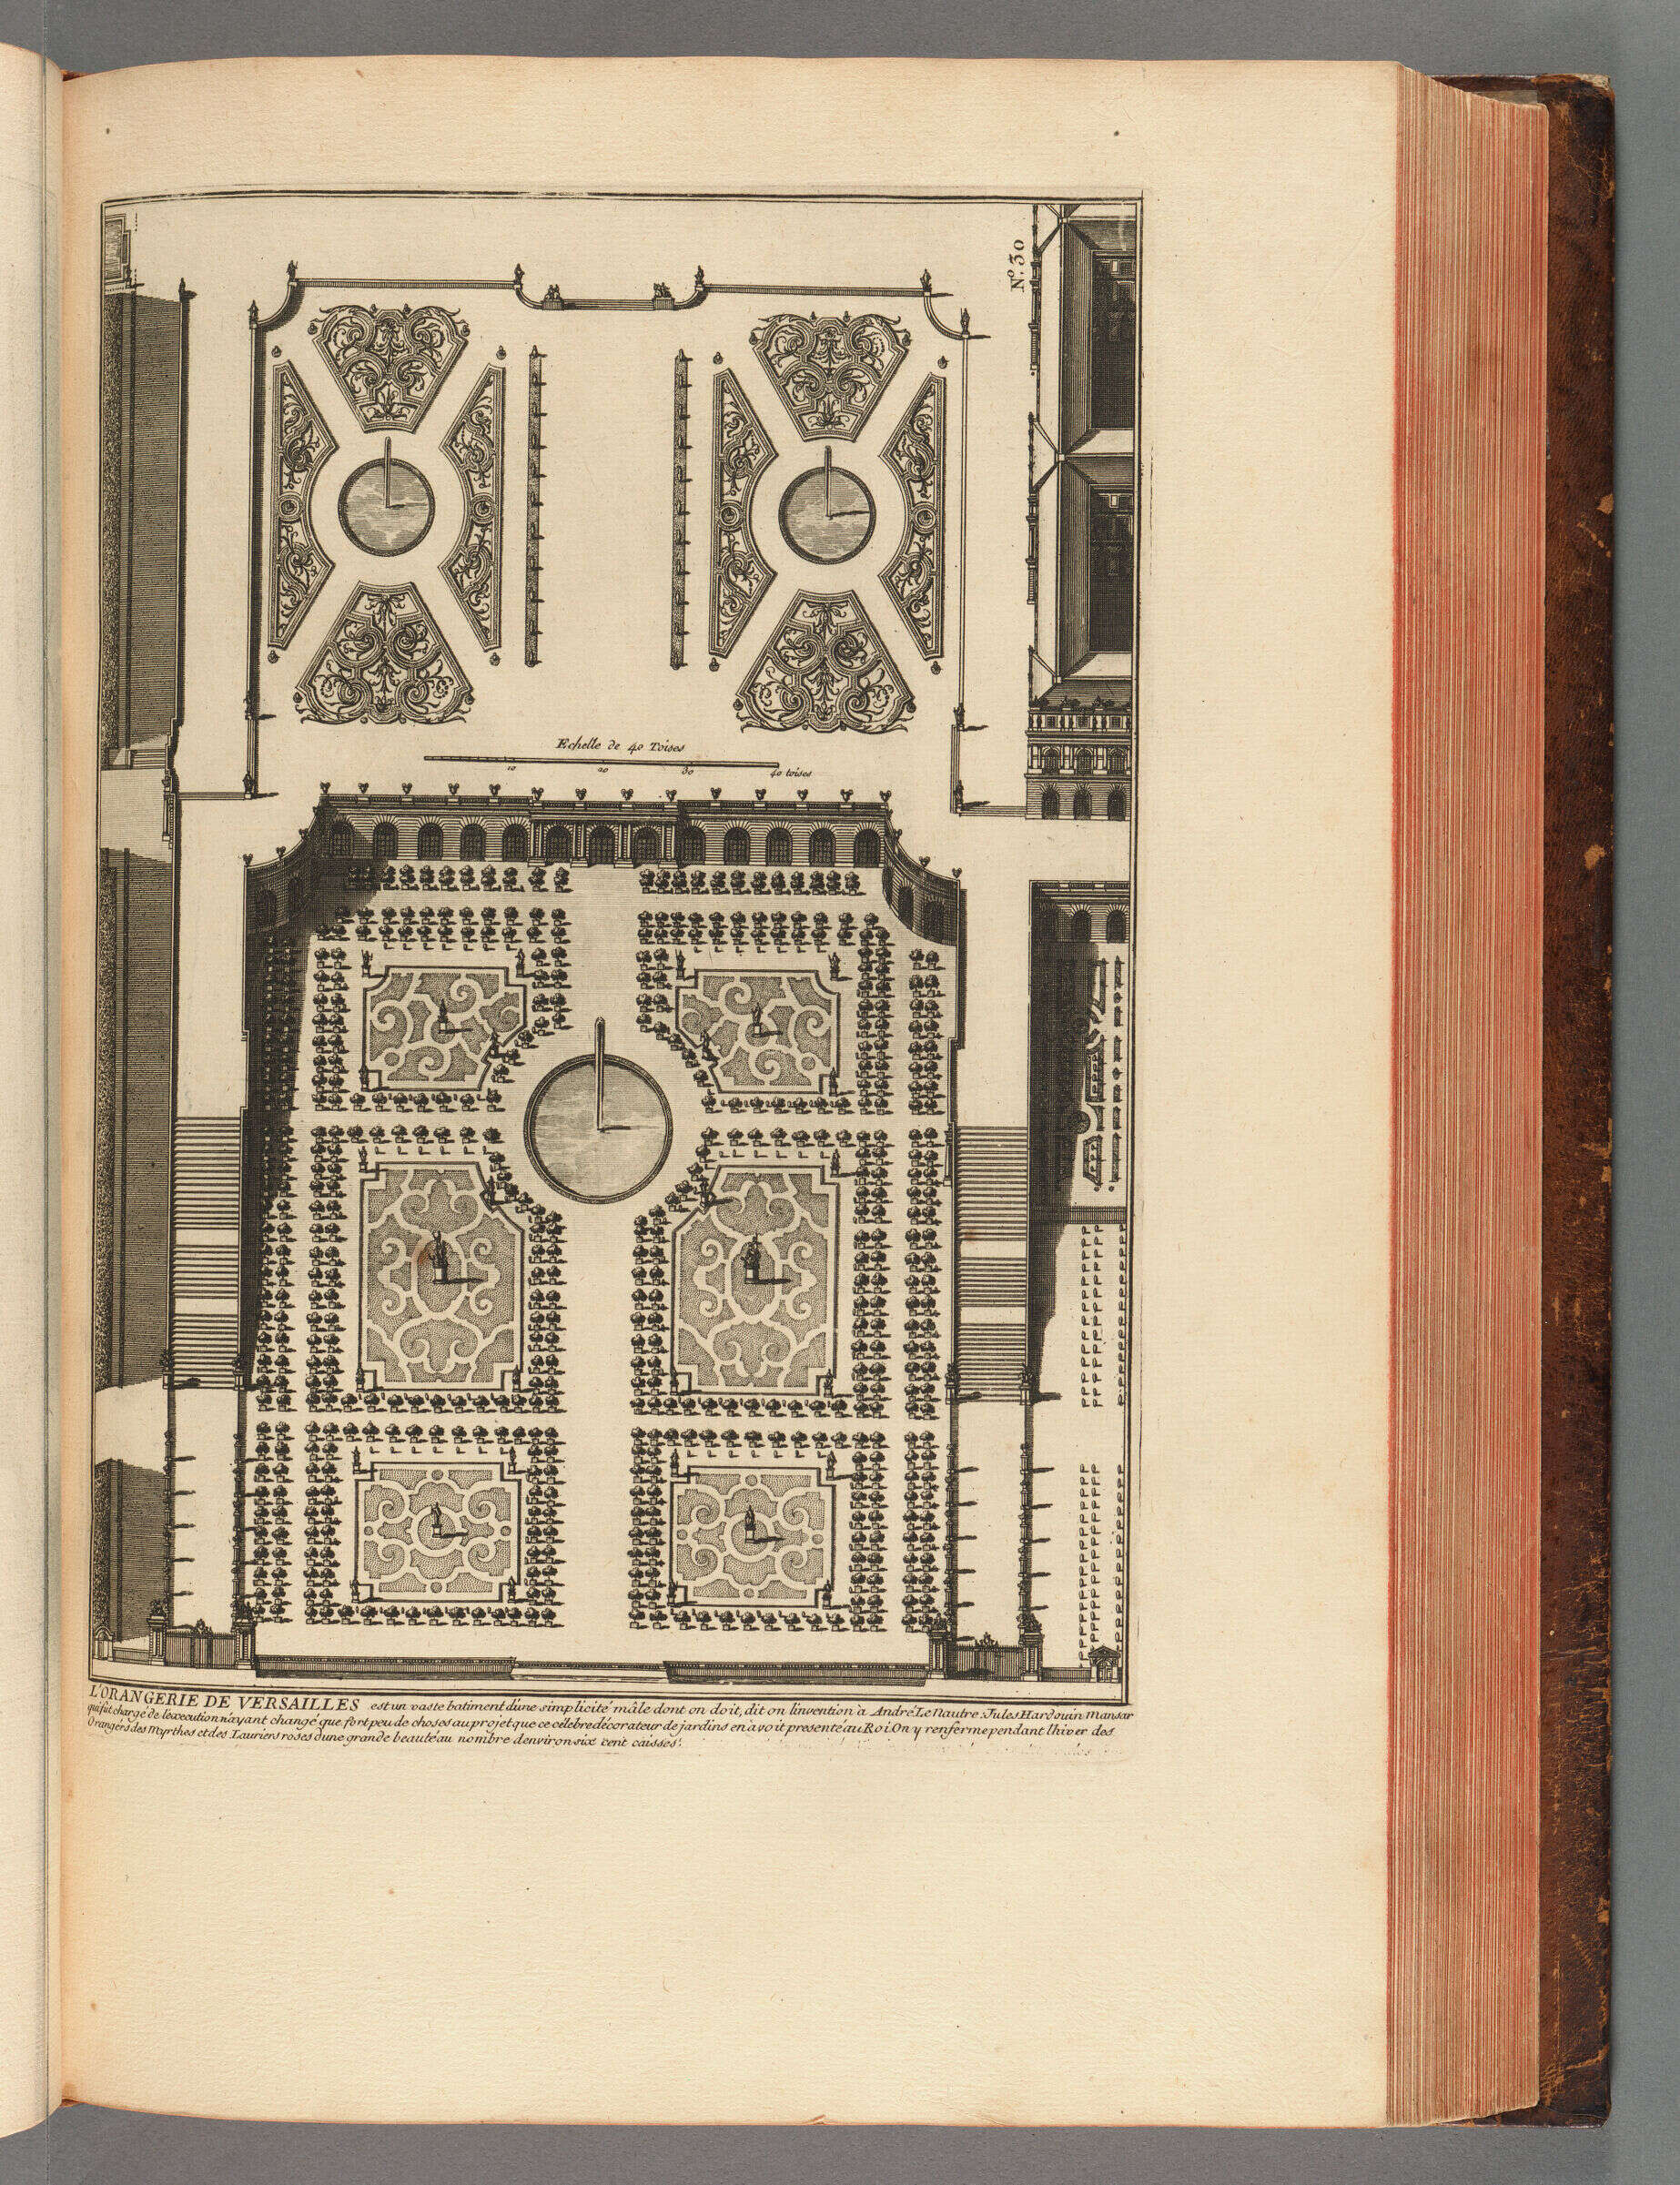 N.º 30
Echelle de 40 Toises
10 20 30 40 toises
L'ORANGERIE DE VERSAILLES est un vaste batiment d'une simplicité mâle dont on doit, dit on l'invention à André Le Nautre. Jules Hardouin Mansar
qui fut chargé de l'execution n'ayant changé que fort peu de choses au projet que ce célebre décorateur de jardins en avoit presenté au Roi. On y renferme pendant l'hiver des
Orangers des Myrthes et des Lauriers roses d'une grande beauté au nombre d'environ six cent caisses.